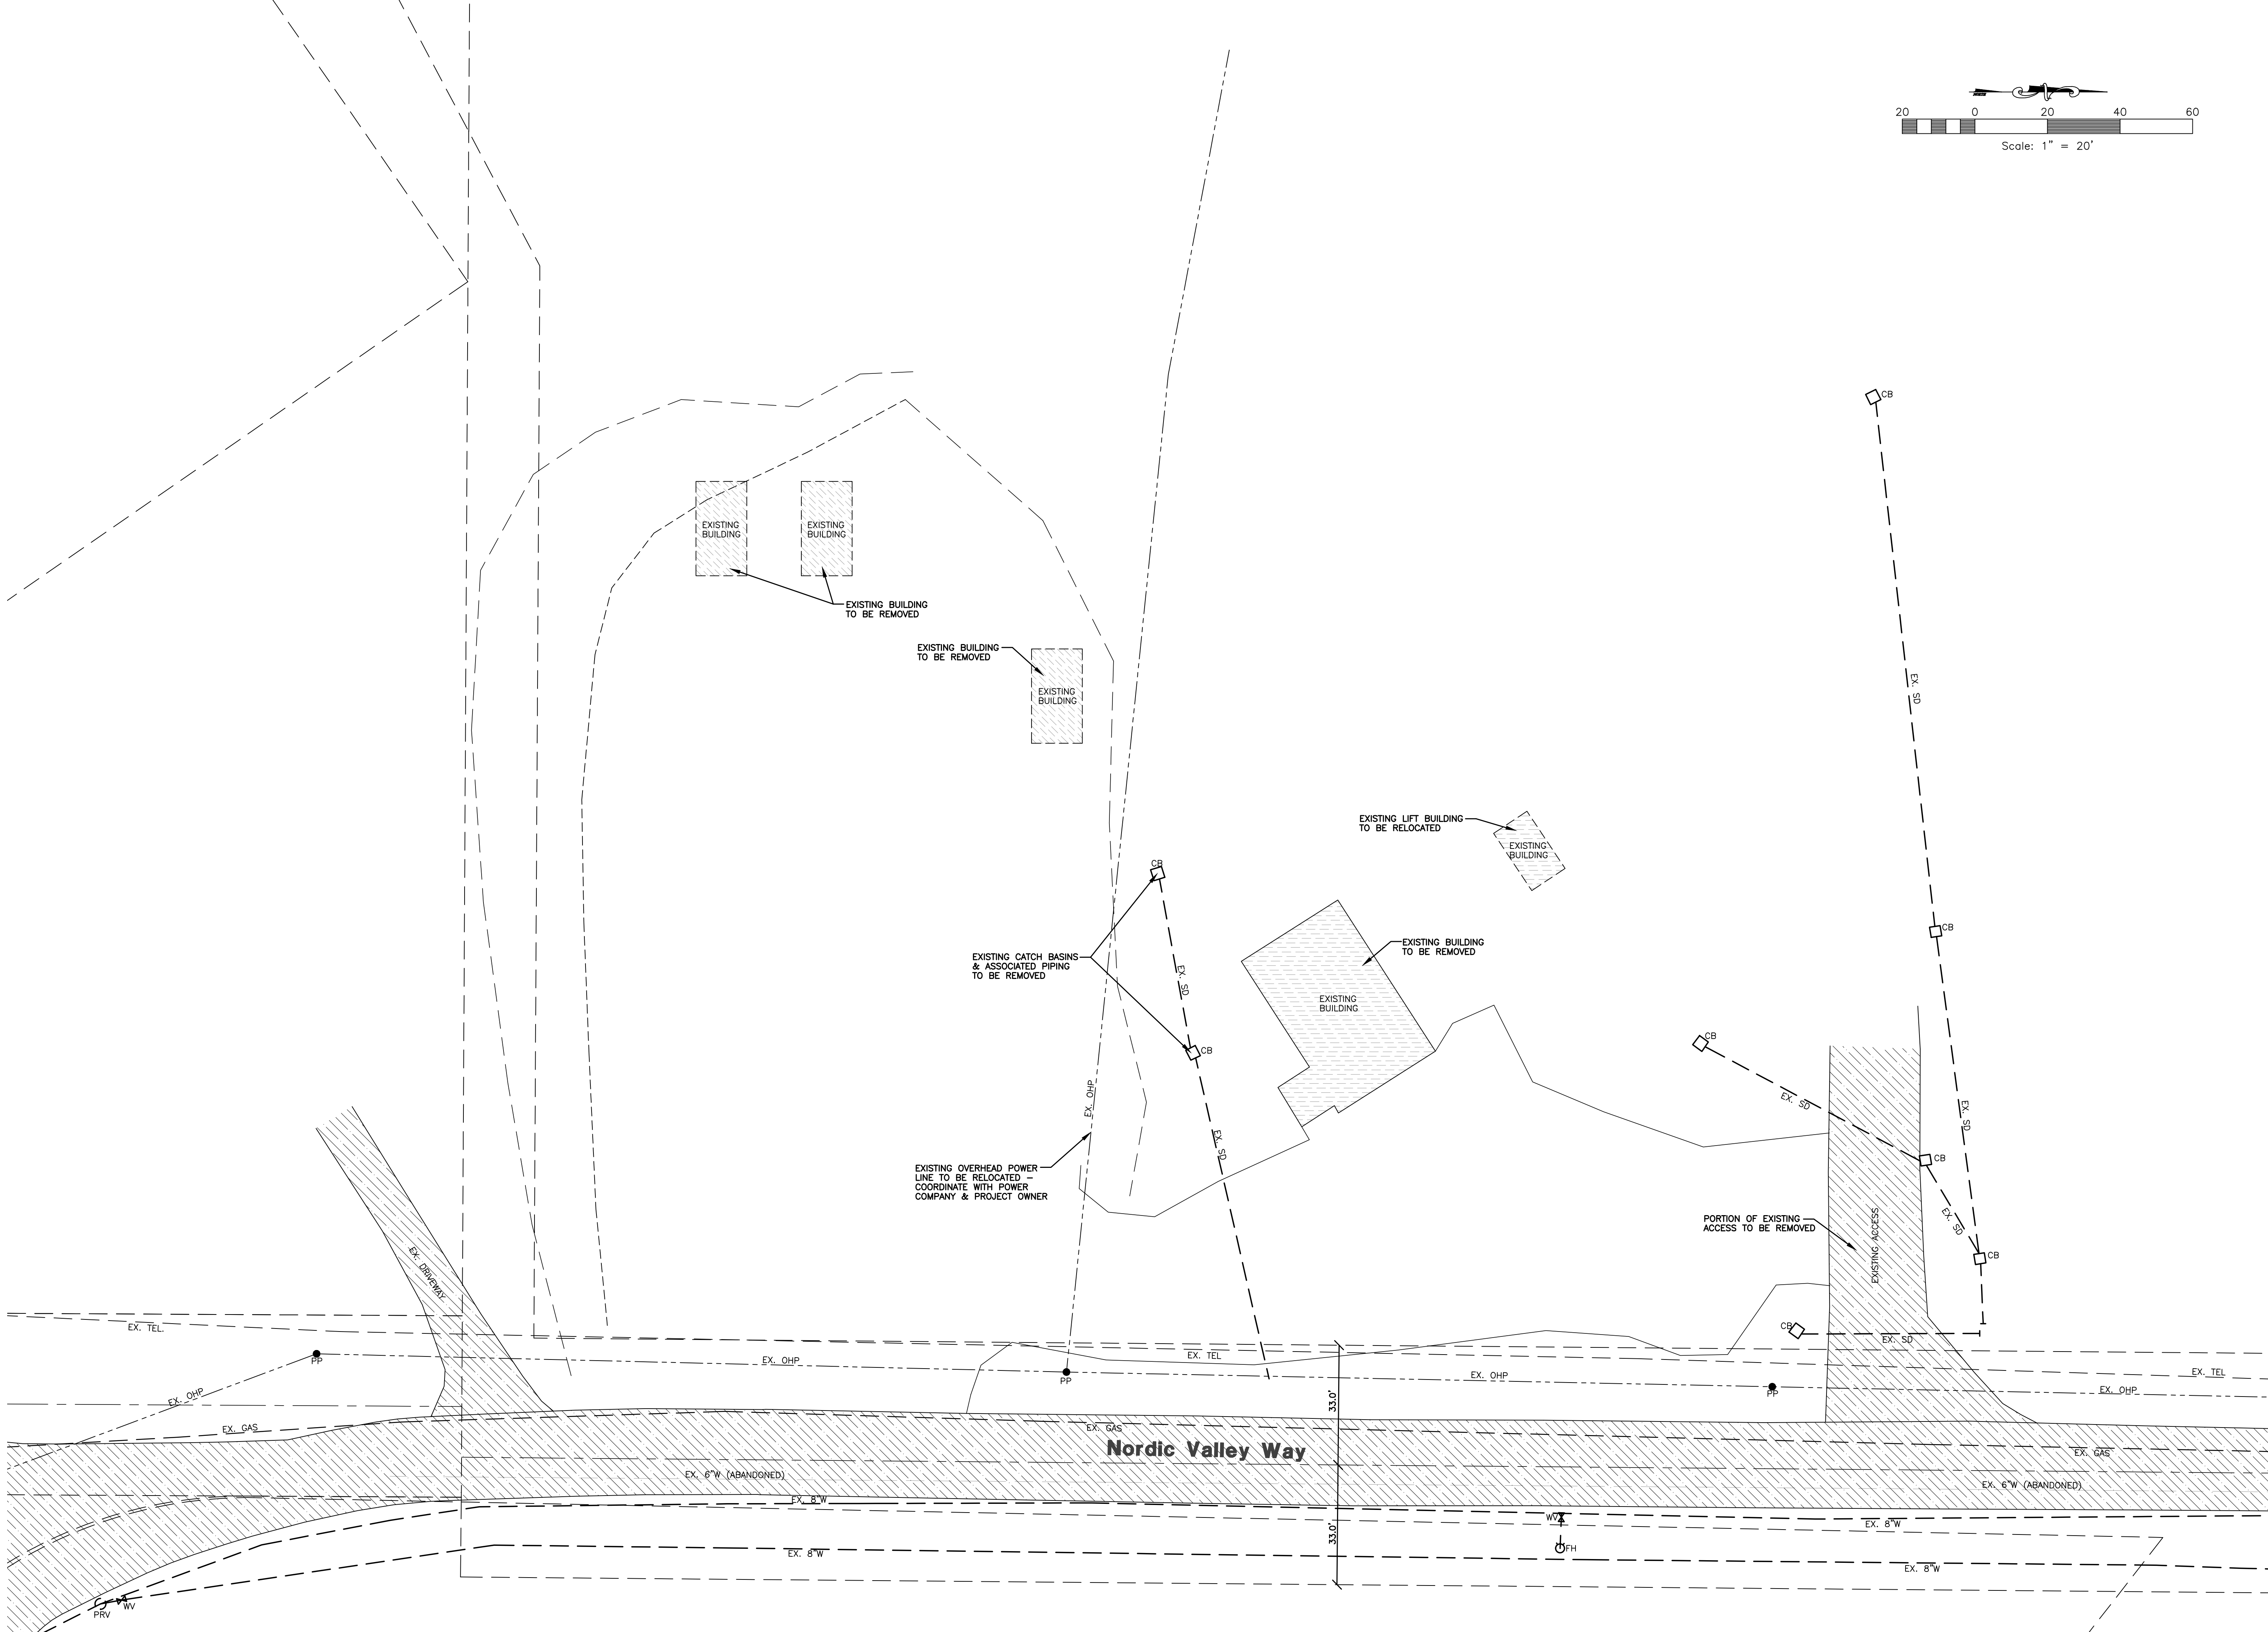 20 0 20 40 60
Scale: 1" = 20'
CB
EXISTING
BUILDING
EXISTING
BUILDING
EXISTING BUILDING
TO BE REMOVED
EXISTING BUILDING
TO BE REMOVED
EXISTING
BUILDING
EX. SD
EXISTING LIFT BUILDING
TO BE RELOCATED
EXISTING
BUILDING
CB
CB
EXISTING BUILDING
TO BE REMOVED
EXISTING CATCH BASINS
& ASSOCIATED PIPING
TO BE REMOVED
EX. SD
EXISTING
BUILDING
CB
CB
EX. OHP
EX. SD
EX. SD
EX. SD
CB
EXISTING OVERHEAD POWER
LINE TO BE RELOCATED –
COORDINATE WITH POWER
COMPANY & PROJECT OWNER
PORTION OF EXISTING
ACCESS TO BE REMOVED
EXISTING ACCESS
EX. SD
CB
EX. DRIVEWAY
EX. TEL.
CB
EX. SD
PP
EX. OHP
EX. TEL
PP
EX. OHP
EX. TEL
PP
EX. OHP
EX. OHP
33.0'
EX. GAS
EX. GAS
Nordic Valley Way
EX. GAS
EX. 6"W (ABANDONED)
EX. 6"W (ABANDONED)
EX. 8"W
WV
EX. 8"W
33.0'
FH
EX. 8"W
EX. 8"W
PRV
WV